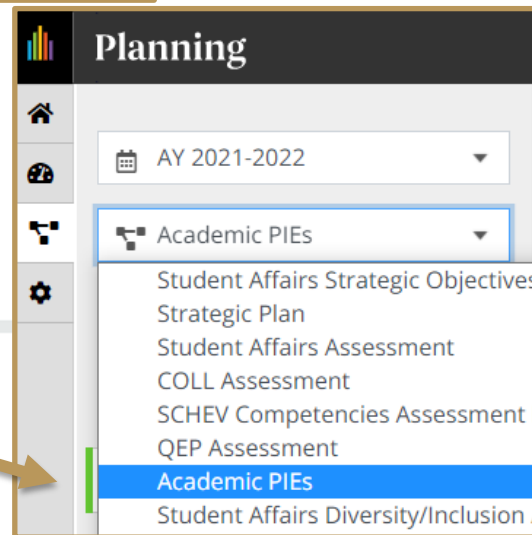 Planning
AY 2021-2022
Academic PIEs
Student Affairs Strategic Objectives
Strategic Plan
Student Affairs Assessment
COLL Assessment
SCHEV Competencies Assessment
QEP Assessment
Academic PIEs
Student Affairs Diversity/Inclusion